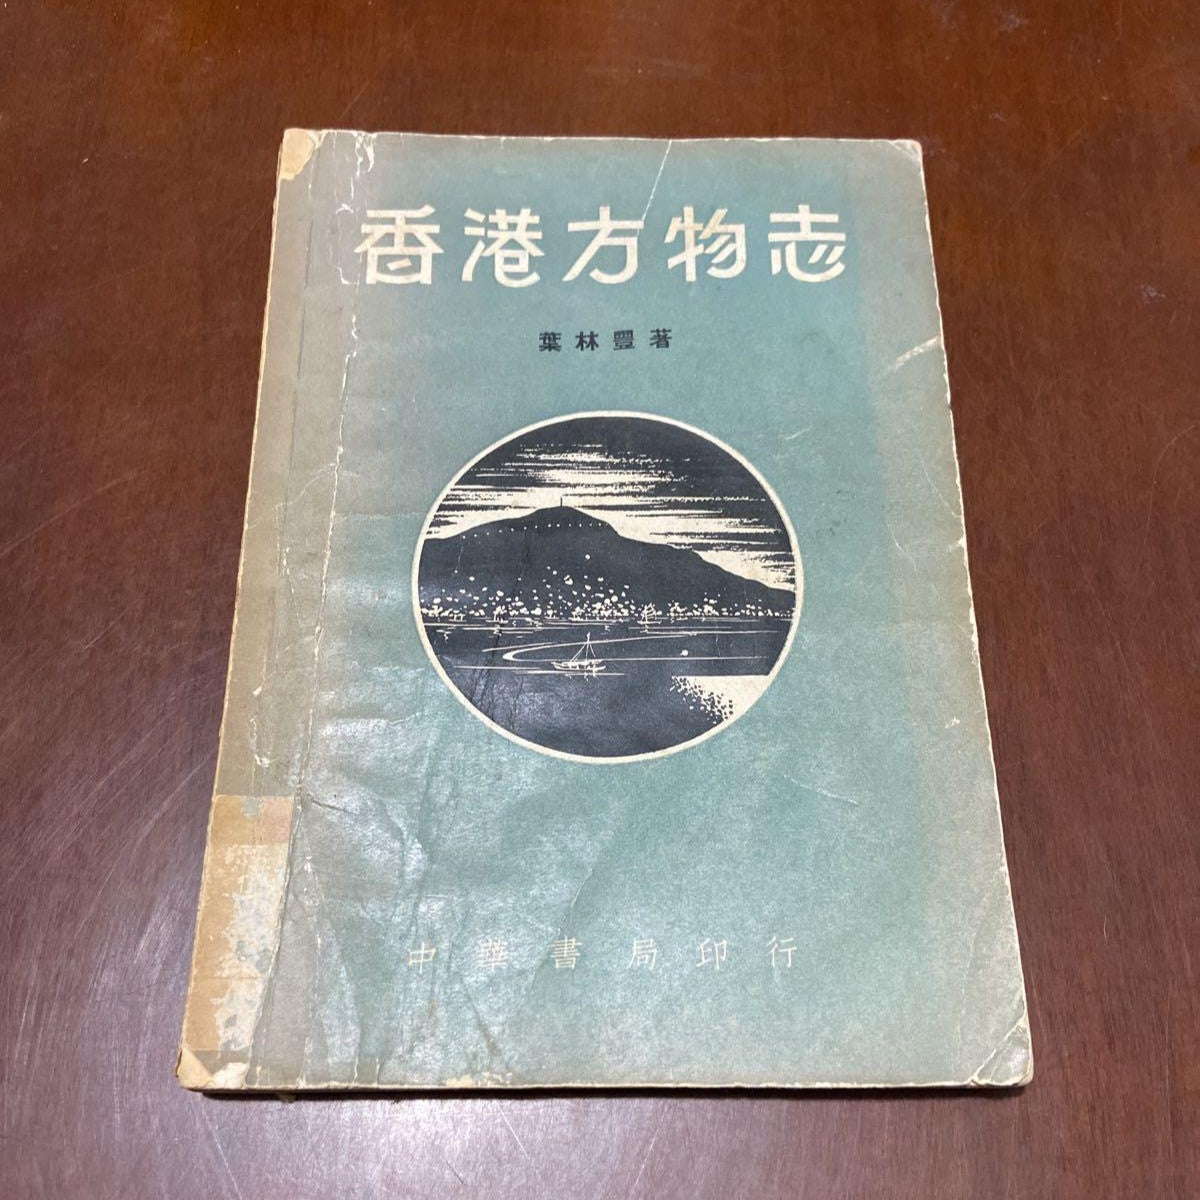 香港方物志
葉林豐著
中華書局印行